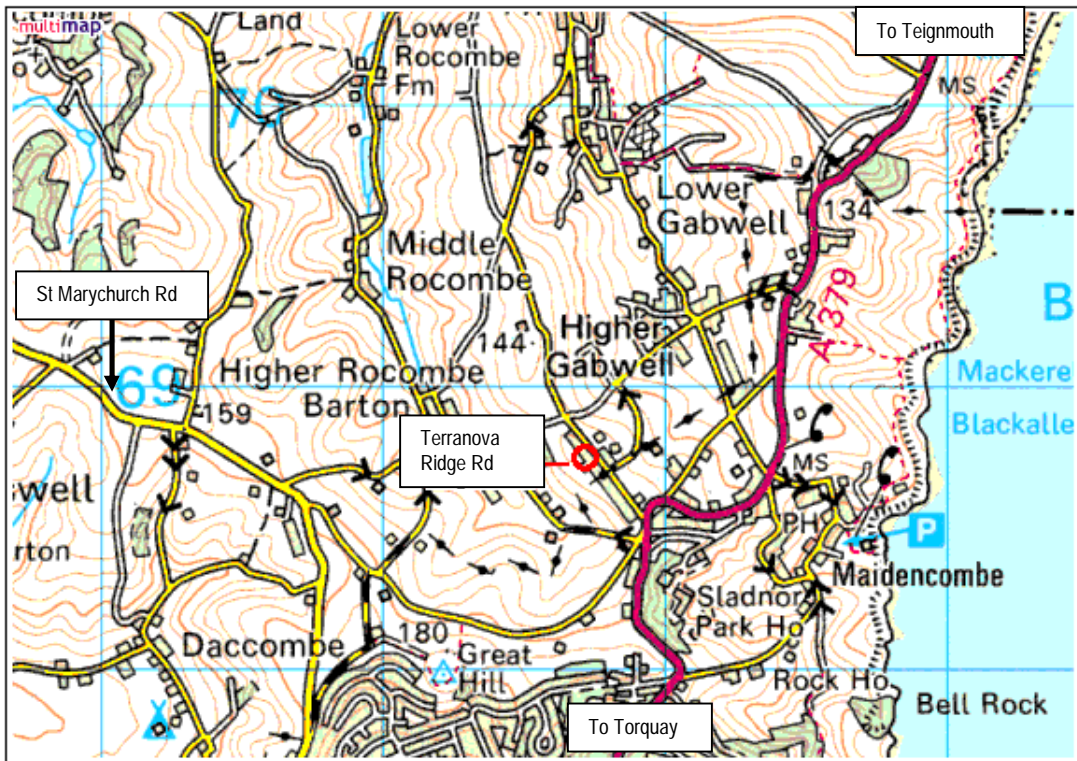 multimap
Land
Lower
Rocombe
Fm
To Teignmouth
MS
70
Lower
Gabwell
134
Middle
Rocombe
St Marychurch Rd
A 379
B
144
Higher
Gabwell
69
Higher Rocombe
Barton
Mackere
159
Blackalle
Terranova
Ridge Rd
MS
well
PH
P
rton
Maidencombe
Sladnor
Park Ho
Daccombe
180
Great
Hill
Rock Ho
Bell Rock
To Torquay